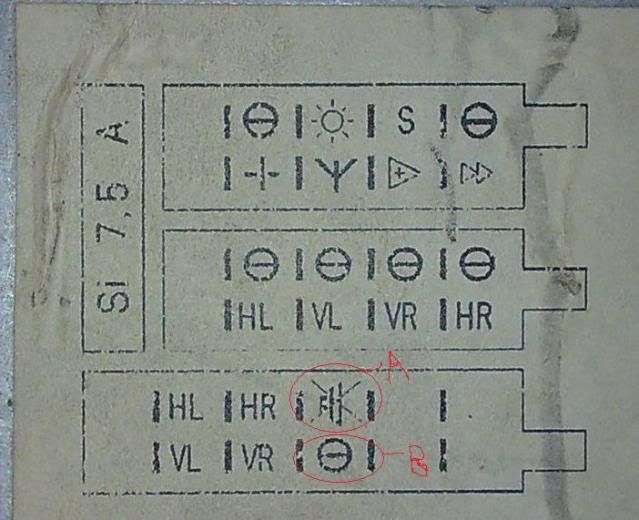 Si 7,5 A
S
HL VL VR HR
A
HL HR
VL VR
B